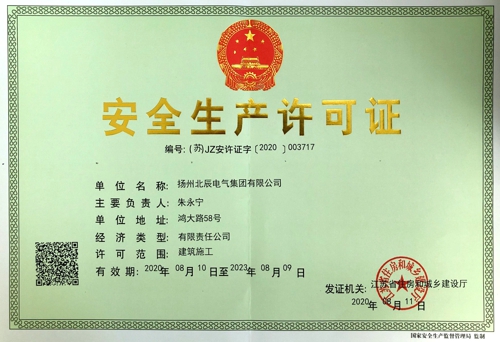 安全生产许可证
编号：(苏)JZ安许证字〔2020〕003717
单位名称：扬州北辰电气集团有限公司
主要负责人：朱永宁
单位地址：鸿大路58号
经济类型：有限责任公司
许可范围：建筑施工
有效期：2020年08月10日至2023年08月09日
发证机关：江苏省住房和城乡建设厅
2020年08月11日
国家安全生产监督管理局 监制